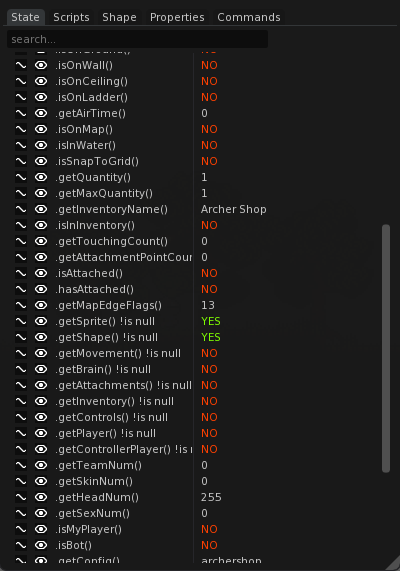 State Scripts Shape Properties Commands
search...
.isOnGround() NO
.isOnWall() NO
.isOnCeiling() NO
.isOnLadder() NO
.getAirTime() 0
.isOnMap() NO
.isInWater() NO
.isSnapToGrid() NO
.getQuantity() 1
.getMaxQuantity() 1
.getInventoryName() Archer Shop
.isInInventory() NO
.getTouchingCount() 0
.getAttachmentPointCour 0
.isAttached() NO
.hasAttached() NO
.getMapEdgeFlags() 13
.getSprite() !is null YES
.getShape() !is null YES
.getMovement() !is null NO
.getBrain() !is null NO
.getAttachments() !is null NO
.getInventory() !is null NO
.getControls() !is null NO
.getPlayer() !is null NO
.getControllerPlayer() !is r NO
.getTeamNum() 0
.getSkinNum() 0
.getHeadNum() 255
.getSexNum() 0
.isMyPlayer() NO
.isBot() NO
.getConfig() archershop